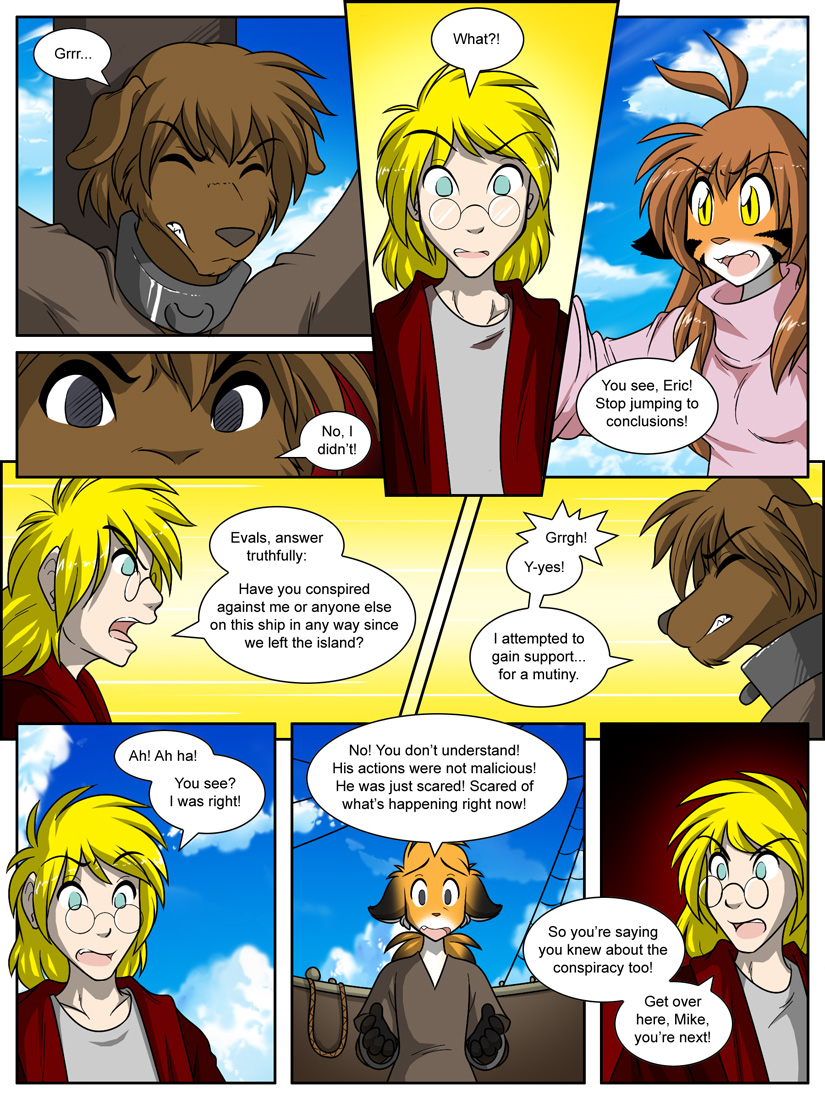 Grrr...
What?!
You see, Eric!
Stop jumping to
conclusions!
No, I
didn't!
Evals, answer
truthfully:
Have you conspired
against me or anyone else
on this ship in any way since
we left the island?
Grrgh!
Y-yes!
I attempted to
gain support...
for a mutiny.
Ah! Ah ha!
You see?
I was right!
No! You don't understand!
His actions were not malicious!
He was just scared! Scared of
what's happening right now!
So you're saying
you knew about the
conspiracy too!
Get over
here, Mike,
you're next!